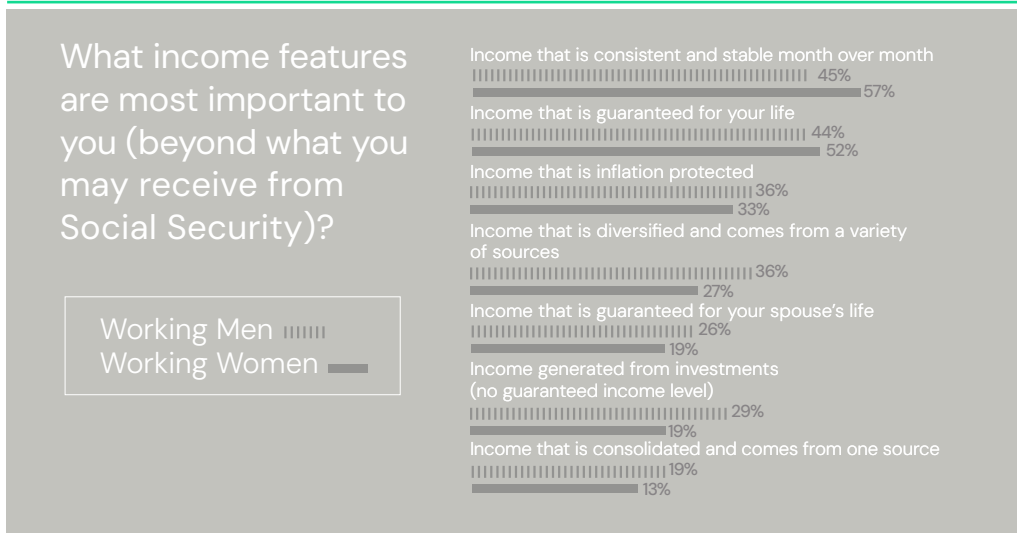 What income features
are most important to
you (beyond what you
may receive from
Social Security)?
Working Men
Working Women
Income that is consistent and stable month over month
45%
57%
Income that is guaranteed for your life
44%
52%
Income that is inflation protected
36%
33%
Income that is diversified and comes from a variety
of sources
36%
27%
Income that is guaranteed for your spouse’s life
26%
19%
Income generated from investments
(no guaranteed income level)
29%
19%
Income that is consolidated and comes from one source
19%
13%